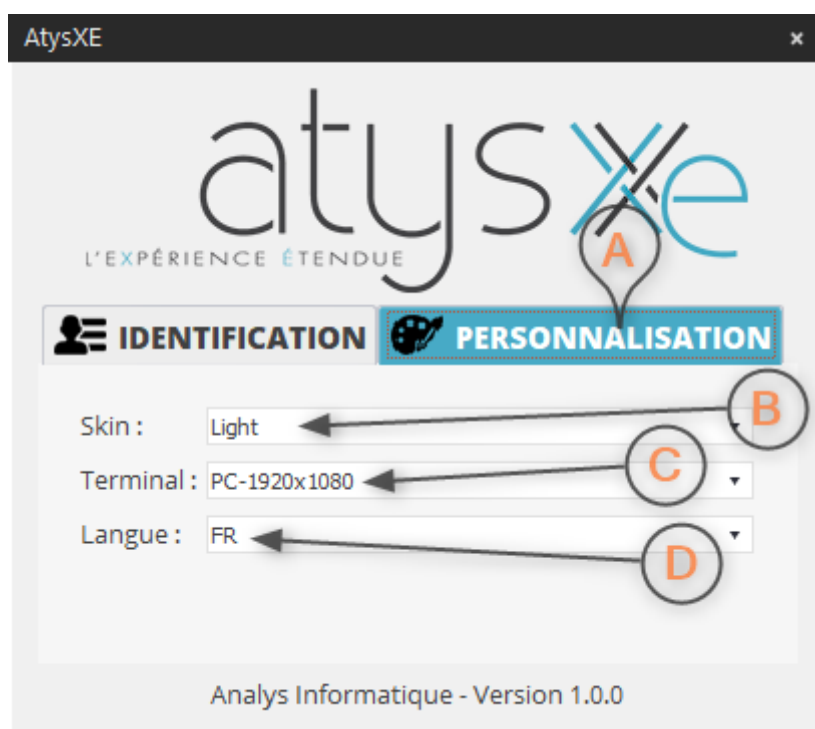 AtysXE ×
atysXe
L'EXPÉRIENCE ÉTENDUE
A
IDENTIFICATION PERSONNALISATION
B
Skin : Light
C
Terminal : PC-1920x1080
Langue : FR
D
Analys Informatique - Version 1.0.0